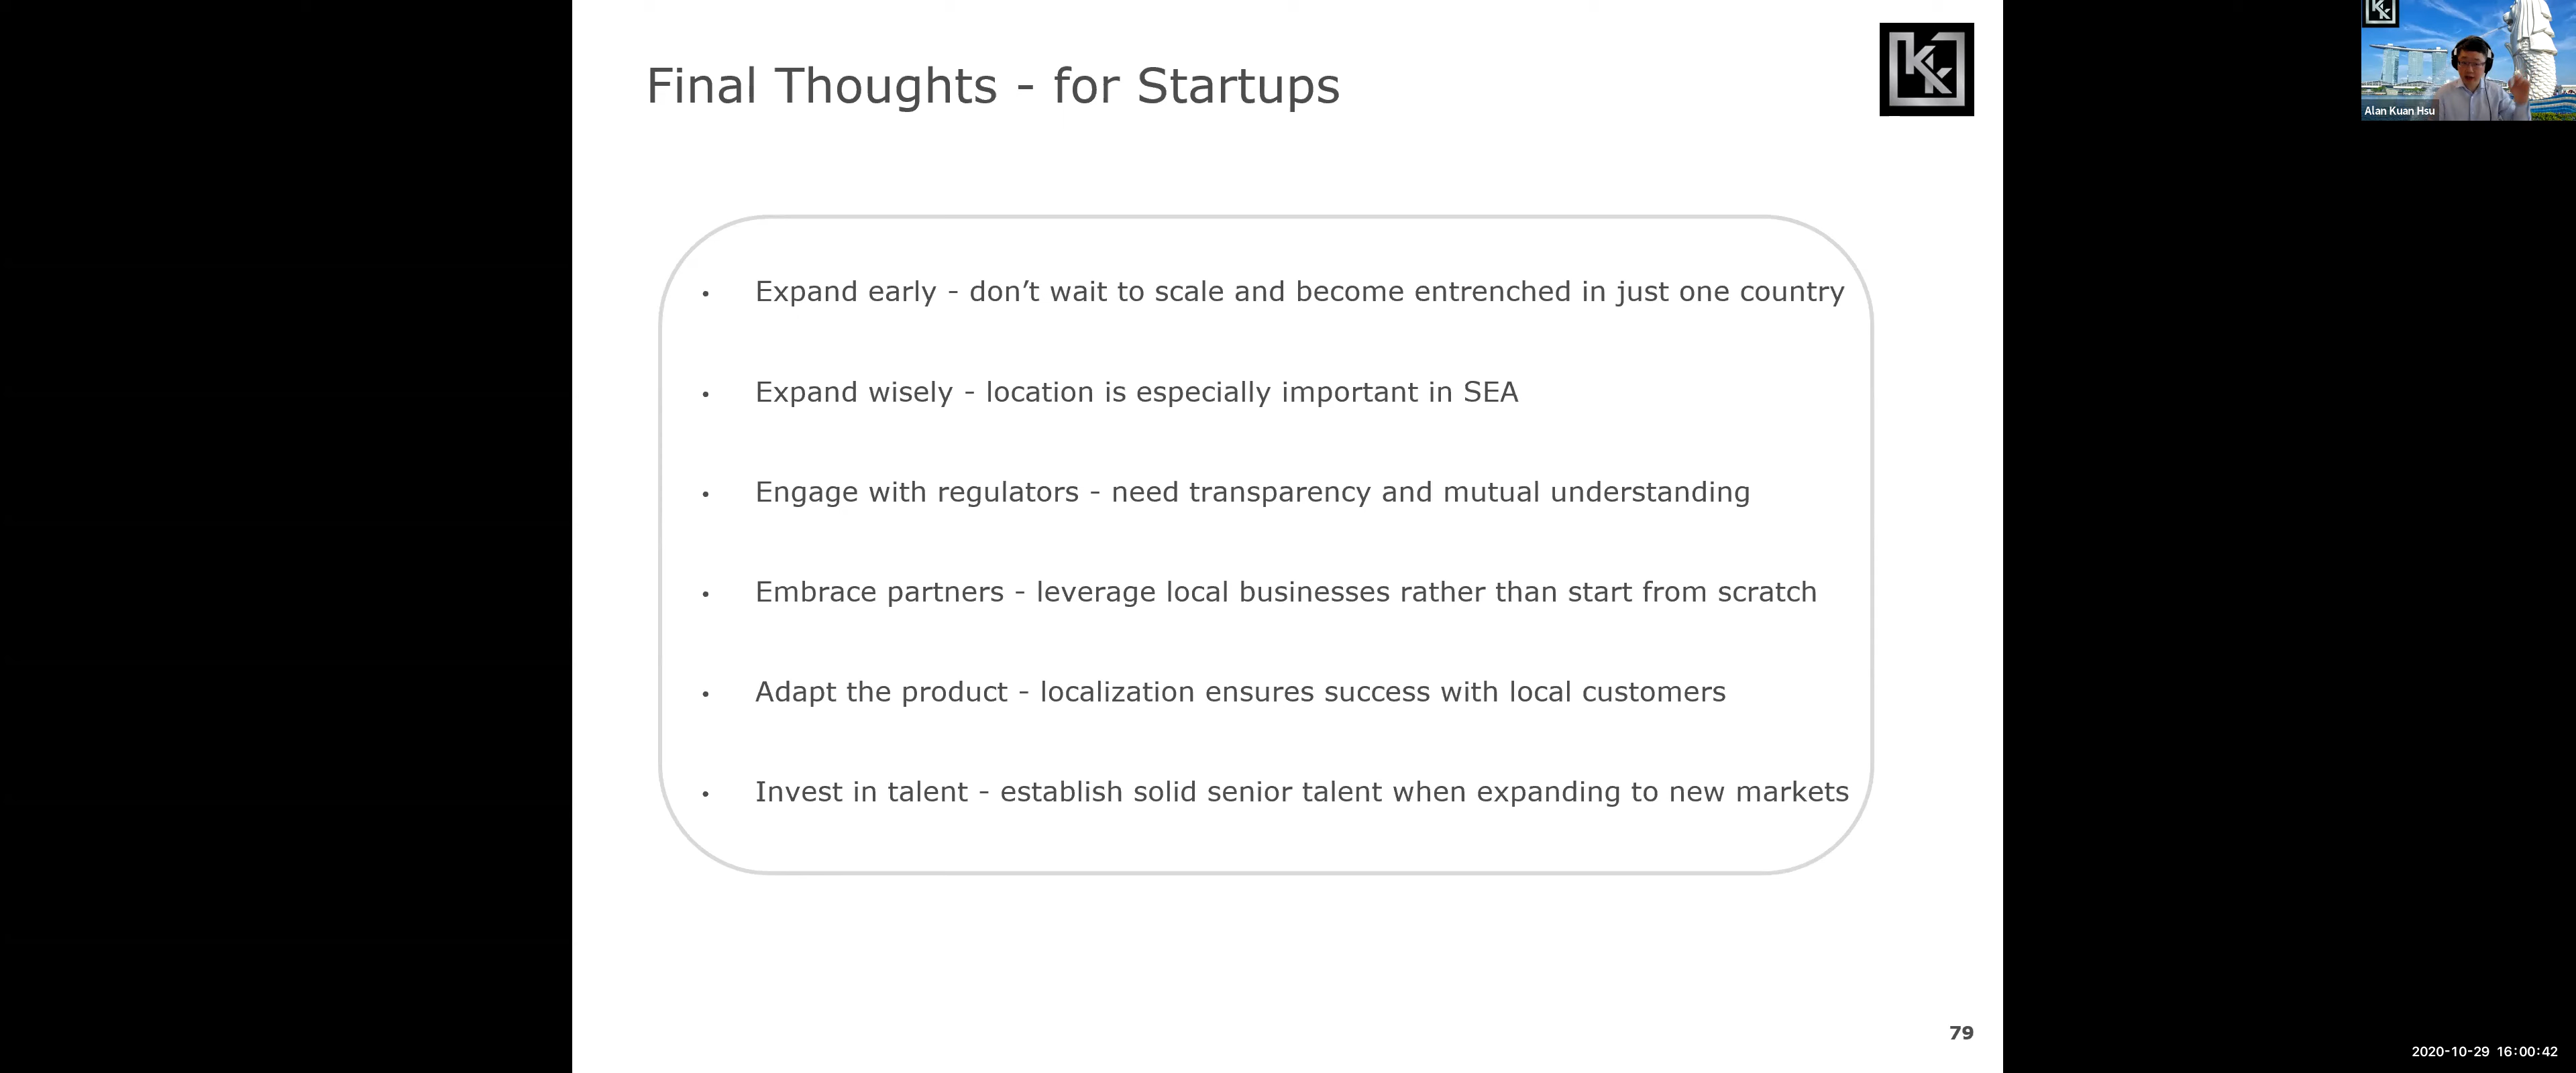 Final Thoughts - for Startups
KK
KK
Alan Kuan Hsu
• Expand early - don’t wait to scale and become entrenched in just one country
• Expand wisely - location is especially important in SEA
• Engage with regulators - need transparency and mutual understanding
• Embrace partners - leverage local businesses rather than start from scratch
• Adapt the product - localization ensures success with local customers
• Invest in talent - establish solid senior talent when expanding to new markets
79
2020-10-29 16:00:42